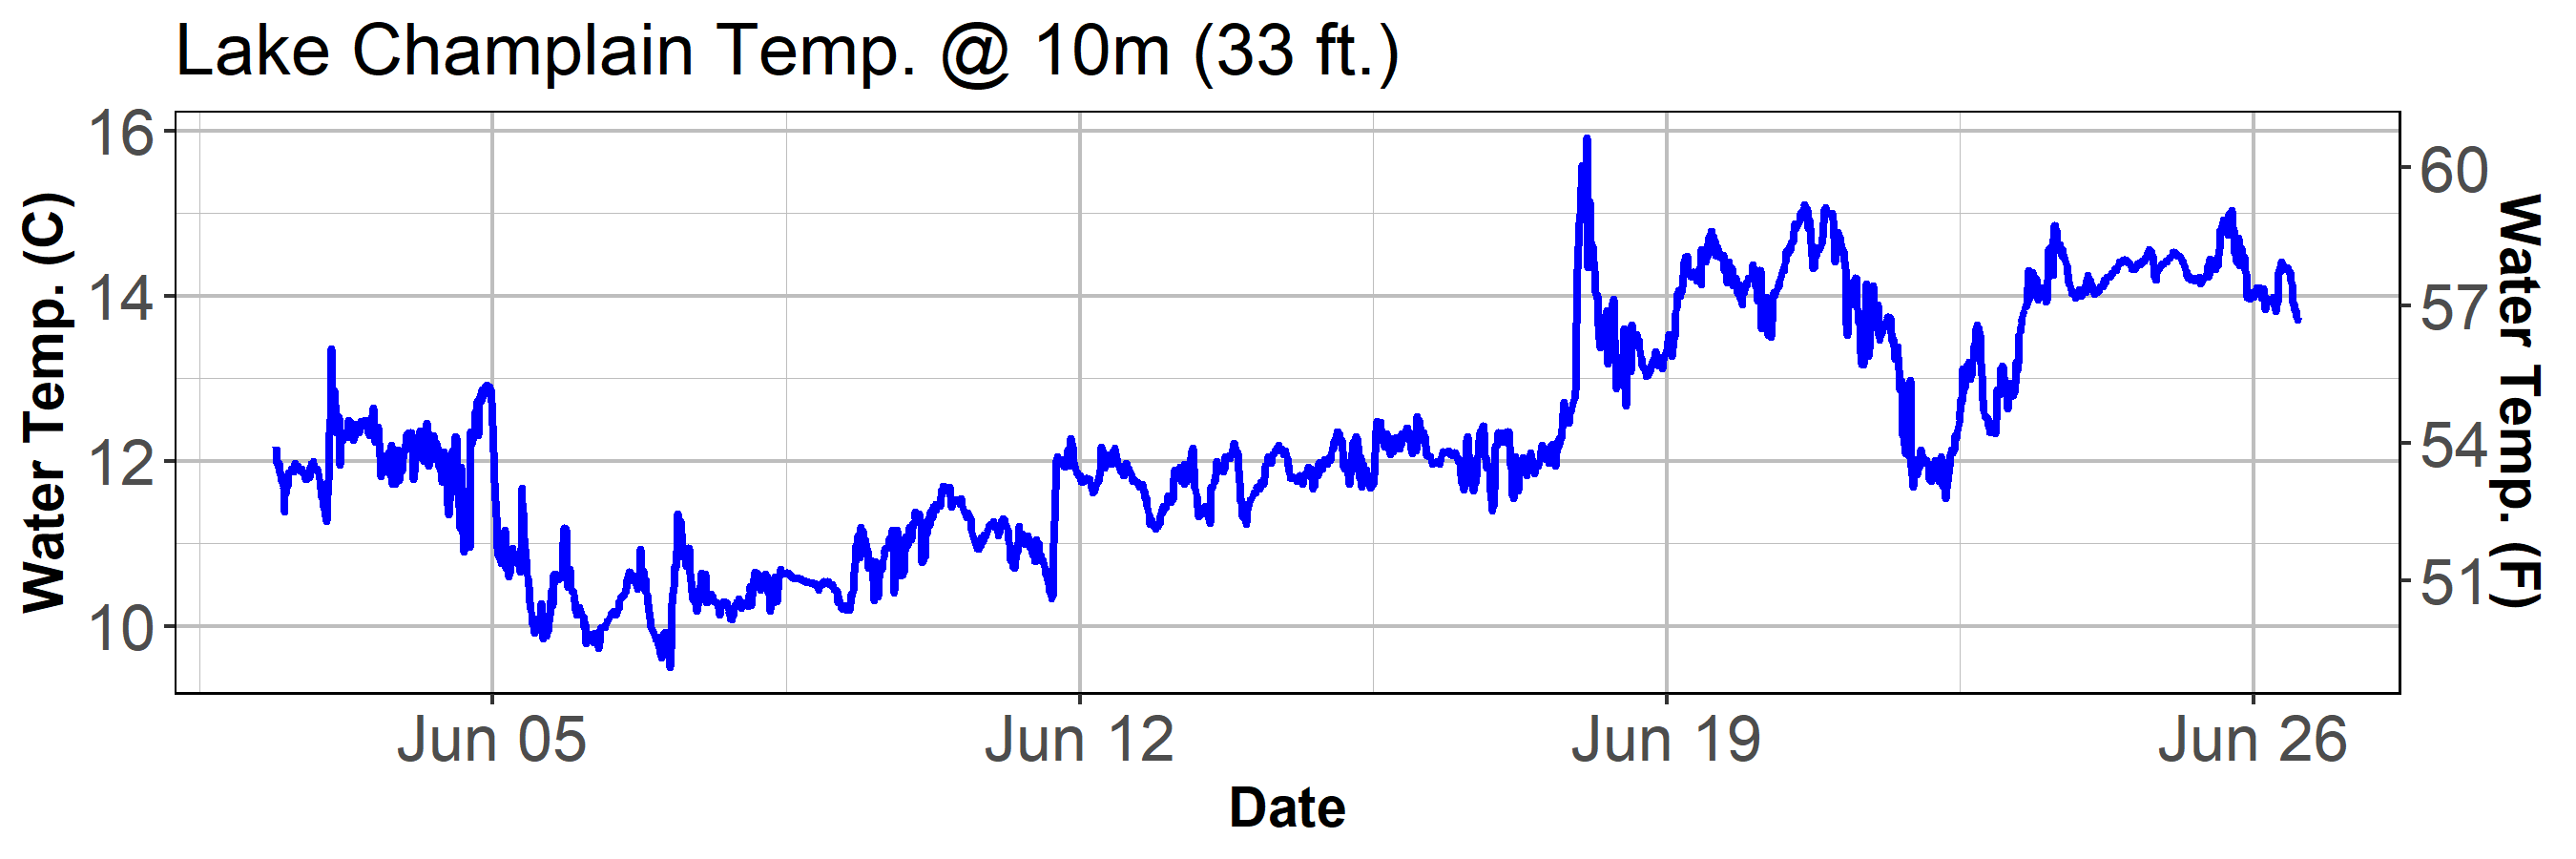 Lake Champlain Temp. @ 10m (33 ft.)
Water Temp. (C)
16
14
12
10
60
57
54
51
Water Temp. (F)
Jun 05 Jun 12 Jun 19 Jun 26
Date